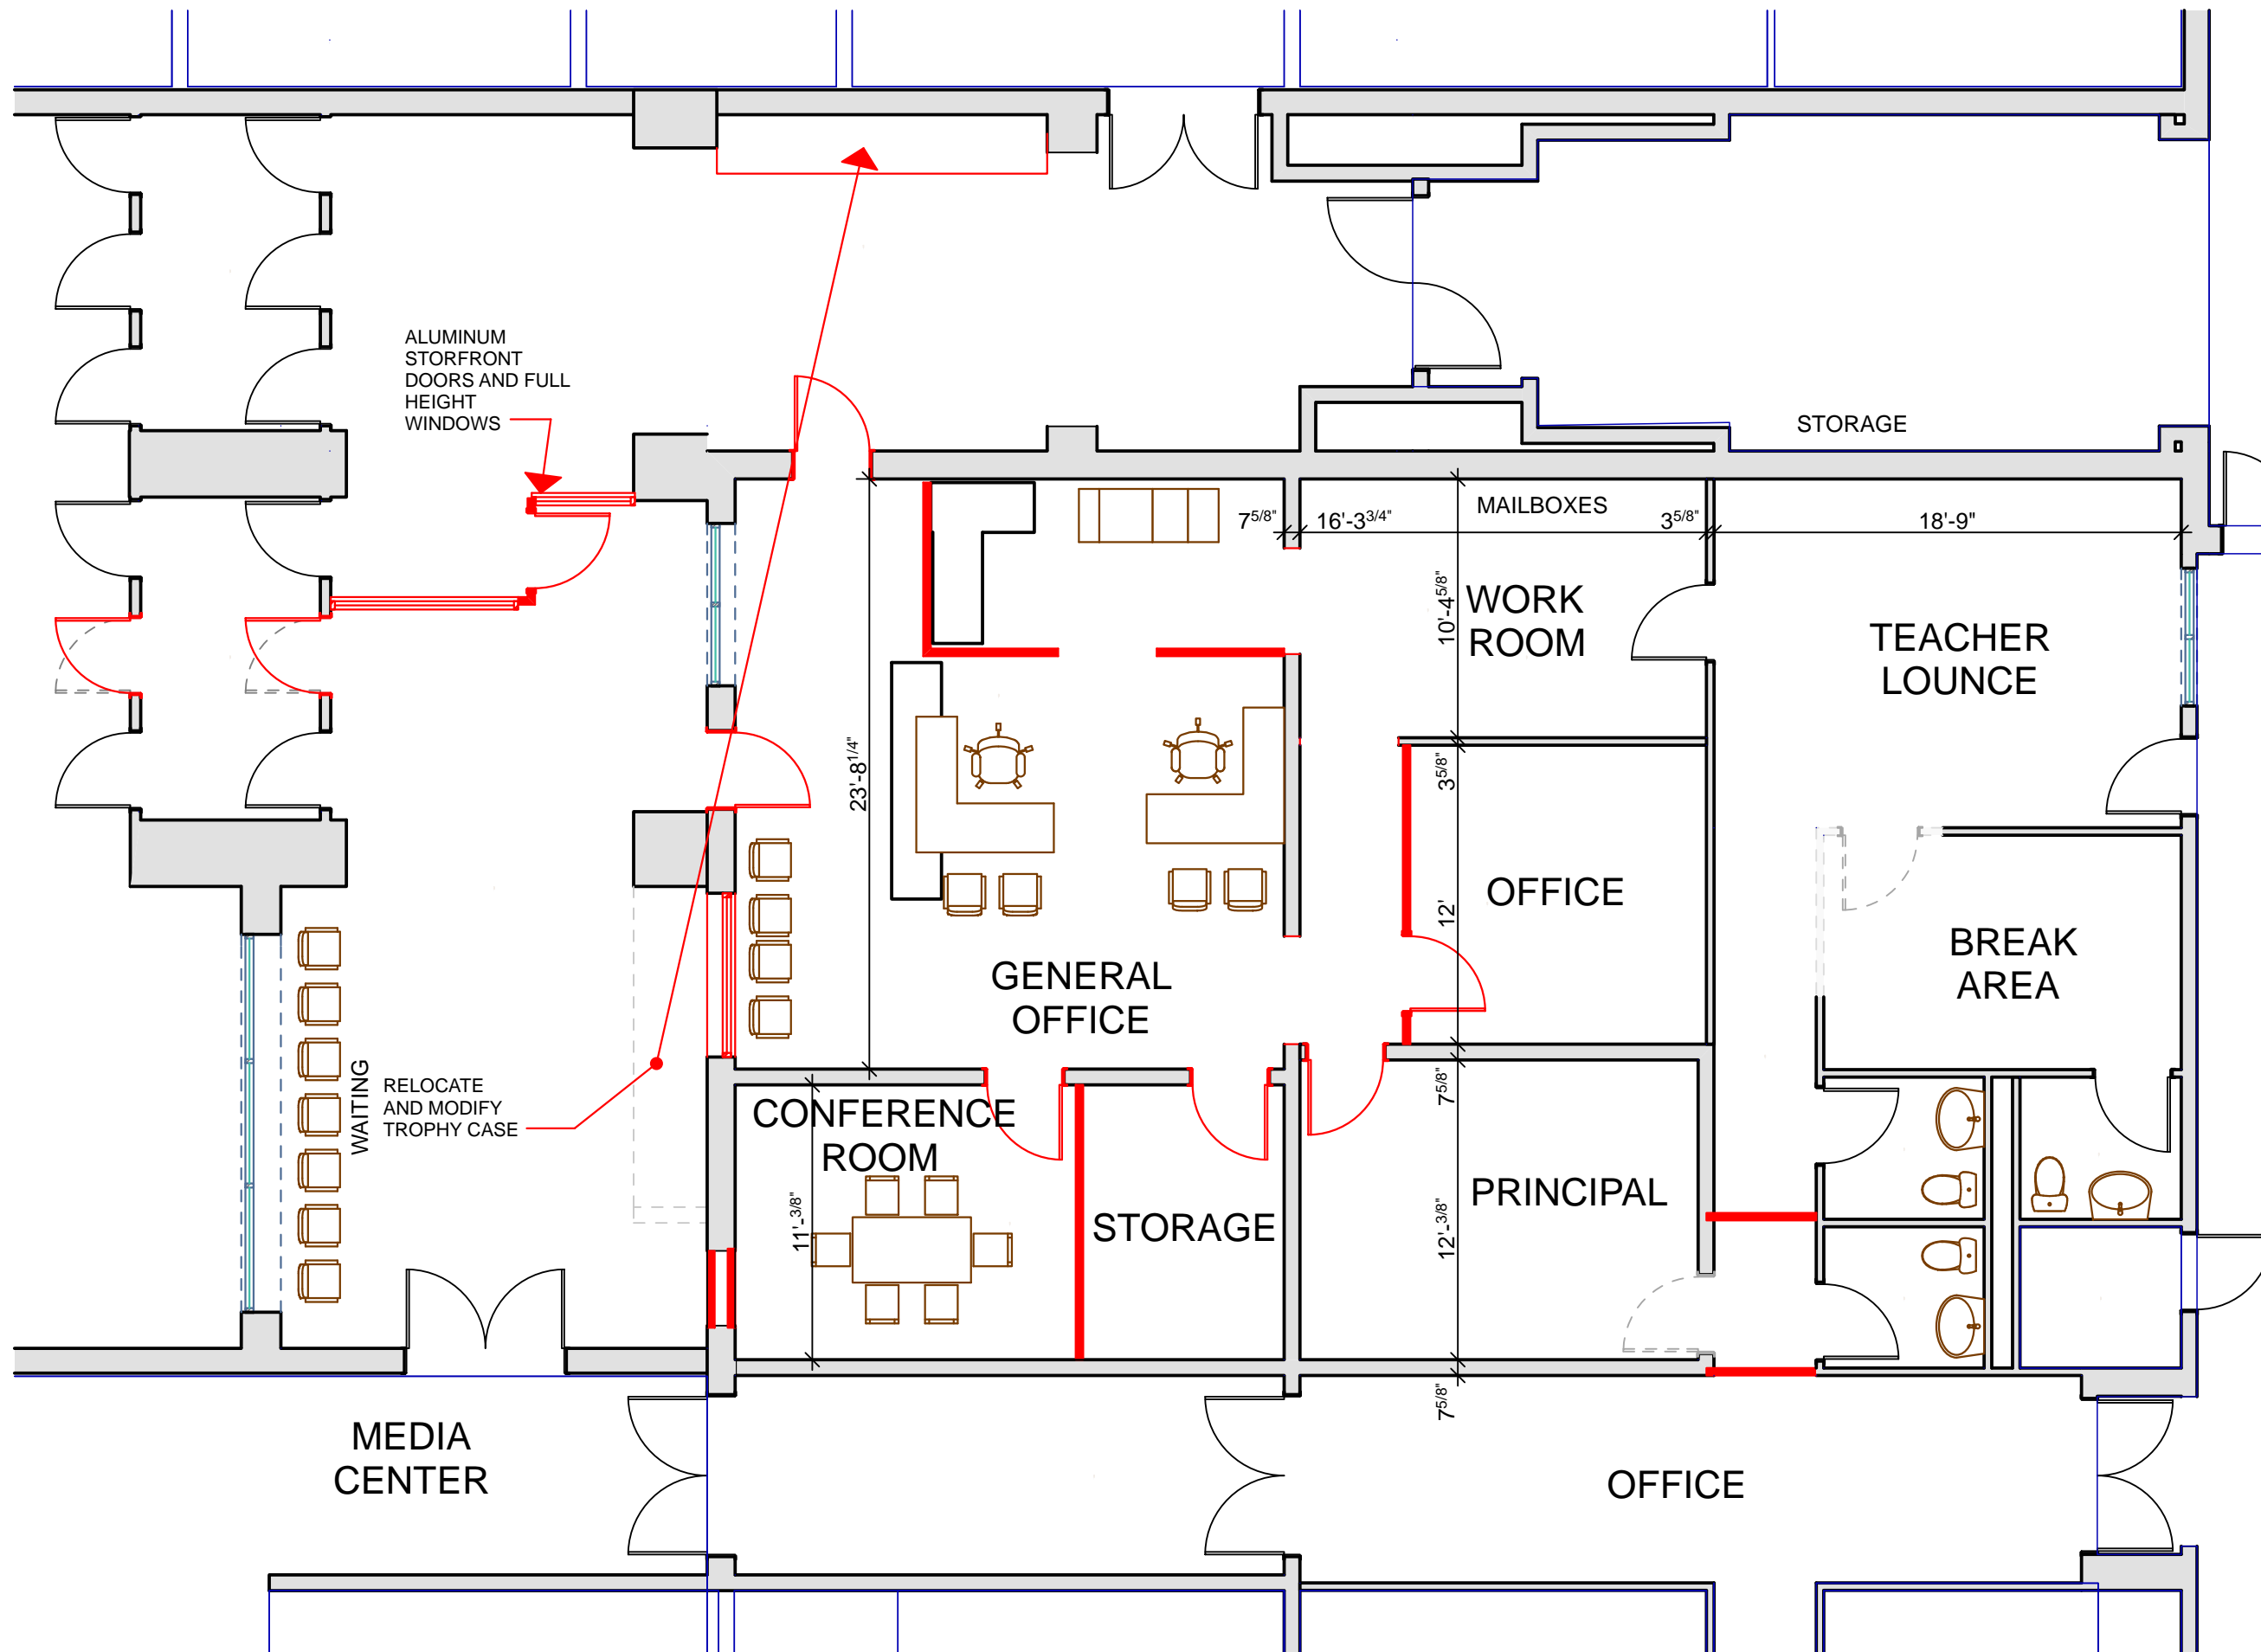 ALUMINUM
STORFRONT
DOORS AND FULL
HEIGHT
WINDOWS
STORAGE
MAILBOXES
7 5/8"
16'-3 3/4"
3 5/8"
18'-9"
WORK
ROOM
10'-4 5/8"
TEACHER
LOUNCE
23'-8 1/4"
3 5/8"
OFFICE
12'
BREAK
AREA
GENERAL
OFFICE
WAITING
RELOCATE
AND MODIFY
TROPHY CASE
CONFERENCE
ROOM
11'-3/8"
STORAGE
7 5/8"
PRINCIPAL
12'-3/8"
7 5/8"
MEDIA
CENTER
OFFICE